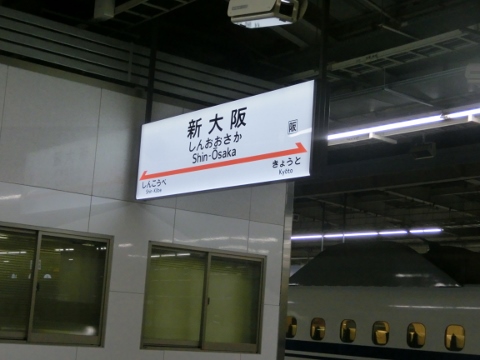 新大阪
しんおおさか
Shin-Ōsaka
阪
しんこうべ
Shin-Kōbe
きょうと
Kyōto